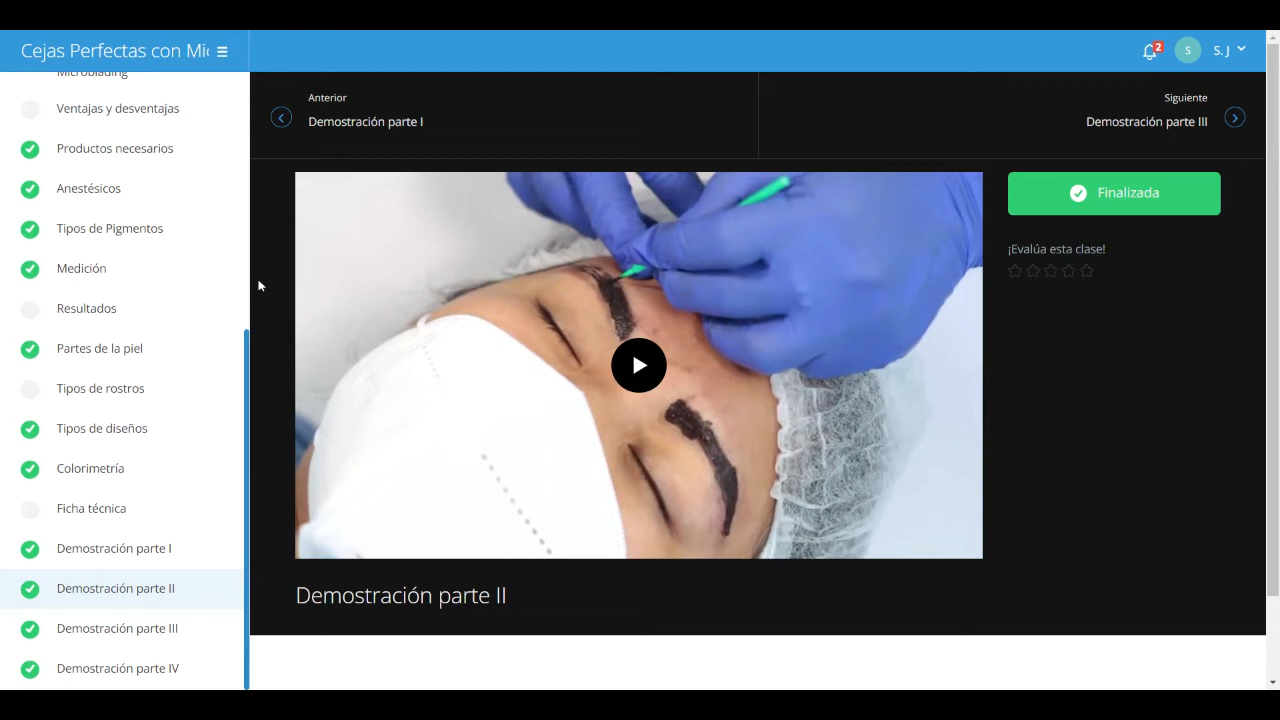 Cejas Perfectas con Mic
2
S
S. J
Microblading
Ventajas y desventajas
Productos necesarios
Anestésicos
Tipos de Pigmentos
Medición
Resultados
Partes de la piel
Tipos de rostros
Tipos de diseños
Colorimetría
Ficha técnica
Demostración parte I
Demostración parte II
Demostración parte III
Demostración parte IV
Anterior
Demostración parte I
Siguiente
Demostración parte III
Finalizada
¡Evalúa esta clase!
Demostración parte II